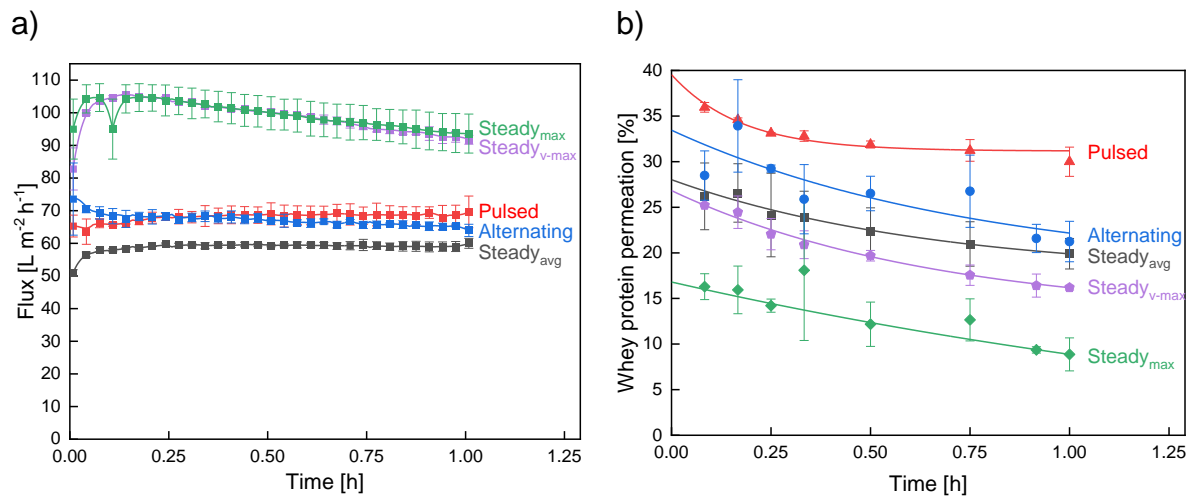 a)
110
100
90
80
70
60
50
40
30
20
10
0
Flux [L m⁻² h⁻¹]
0.00
0.25
0.50
0.75
1.00
1.25
Time [h]
Steadymax
Steadyv-max
Pulsed
Alternating
Steadyavg
b)
40
35
30
25
20
15
10
5
0
Whey protein permeation [%]
0.00
0.25
0.50
0.75
1.00
1.25
Time [h]
Pulsed
Alternating
Steadyavg
Steadyv-max
Steadymax